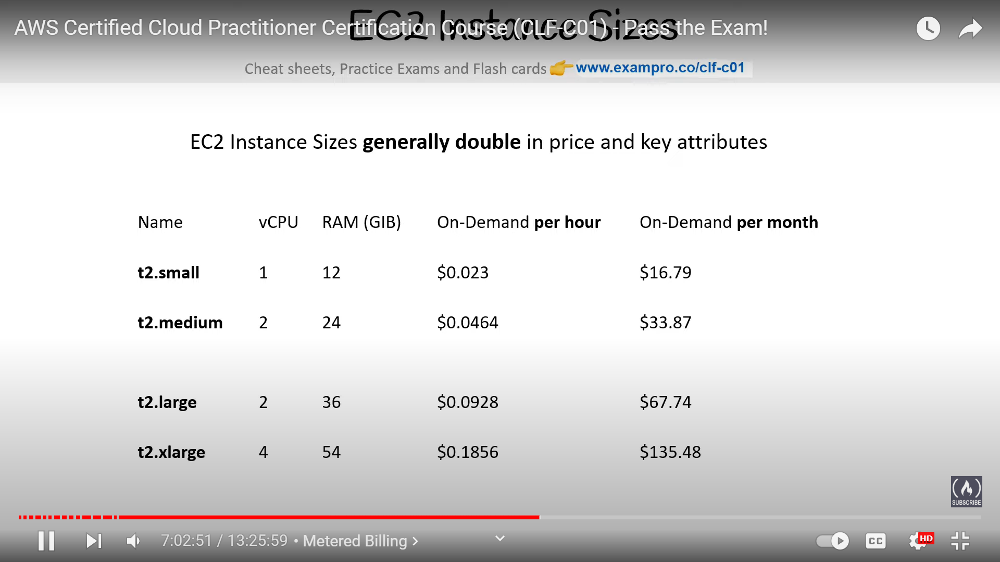 EC2 Instance Sizes
AWS Certified Cloud Practitioner Certification Course (CLF-C01) - Pass the Exam!
Cheat sheets, Practice Exams and Flash cards 👉 www.exampro.co/clf-c01
EC2 Instance Sizes generally double in price and key attributes
Name vCPU RAM (GIB) On-Demand per hour On-Demand per month
t2.small 1 12 $0.023 $16.79
t2.medium 2 24 $0.0464 $33.87
t2.large 2 36 $0.0928 $67.74
t2.xlarge 4 54 $0.1856 $135.48
SUBSCRIBE
7:02:51 / 13:25:59 • Metered Billing
CC
HD